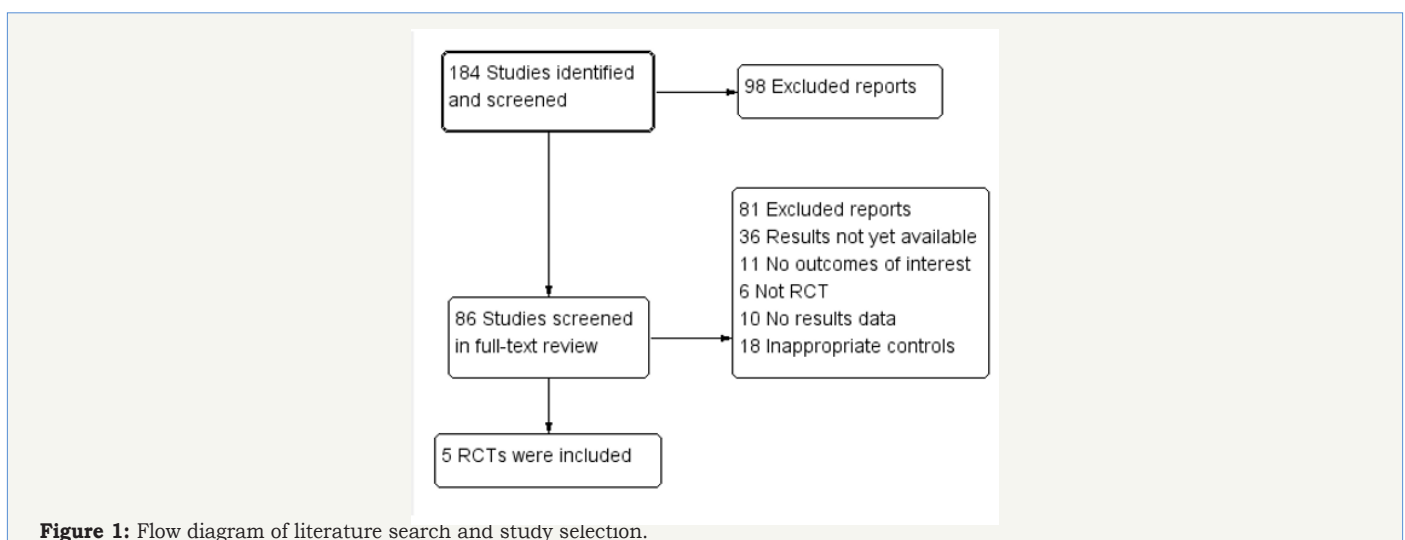 184 Studies identified
and screened
98 Excluded reports
81 Excluded reports
36 Results not yet available
11 No outcomes of interest
6 Not RCT
10 No results data
18 Inappropriate controls
86 Studies screened
in full-text review
5 RCTs were included
Figure 1: Flow diagram of literature search and study selection.